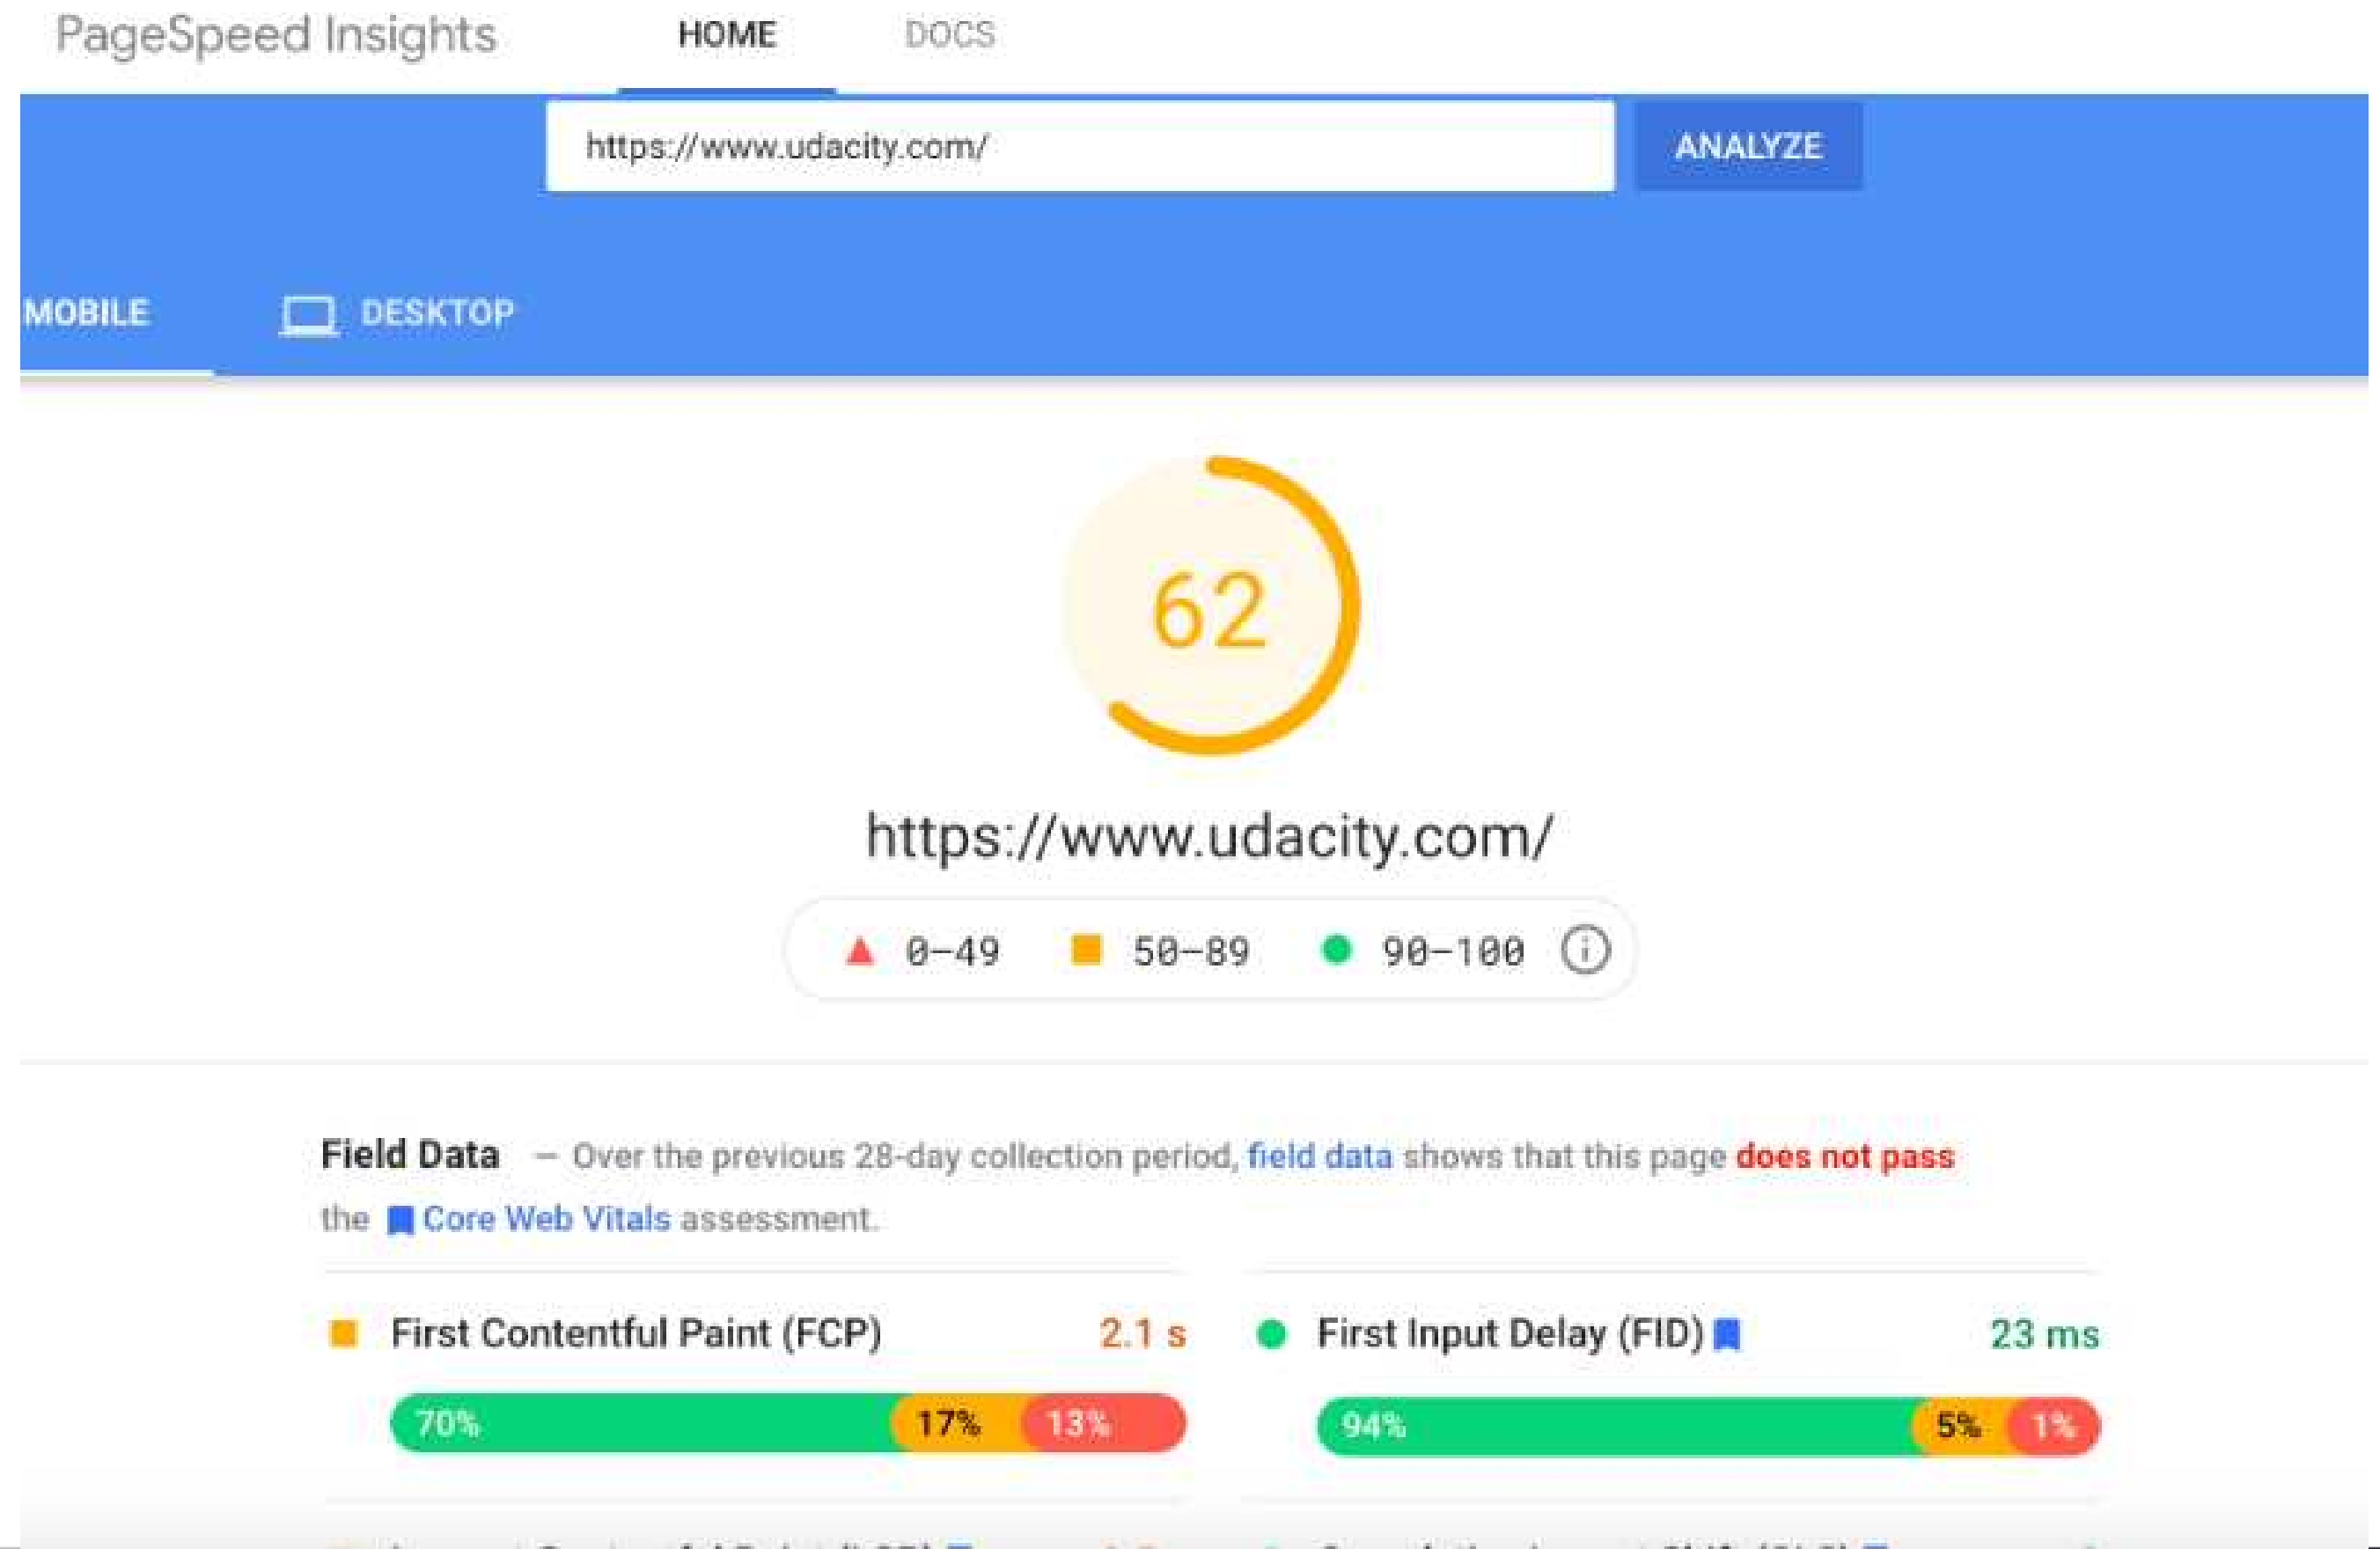 PageSpeed Insights HOME DOCS
https://www.udacity.com/ ANALYZE
MOBILE DESKTOP
62
https://www.udacity.com/
0–49 50–89 90–100
Field Data — Over the previous 28-day collection period, field data shows that this page does not pass
the Core Web Vitals assessment.
First Contentful Paint (FCP) 2.1 s First Input Delay (FID) 23 ms
70% 17% 13% 94% 5% 1%